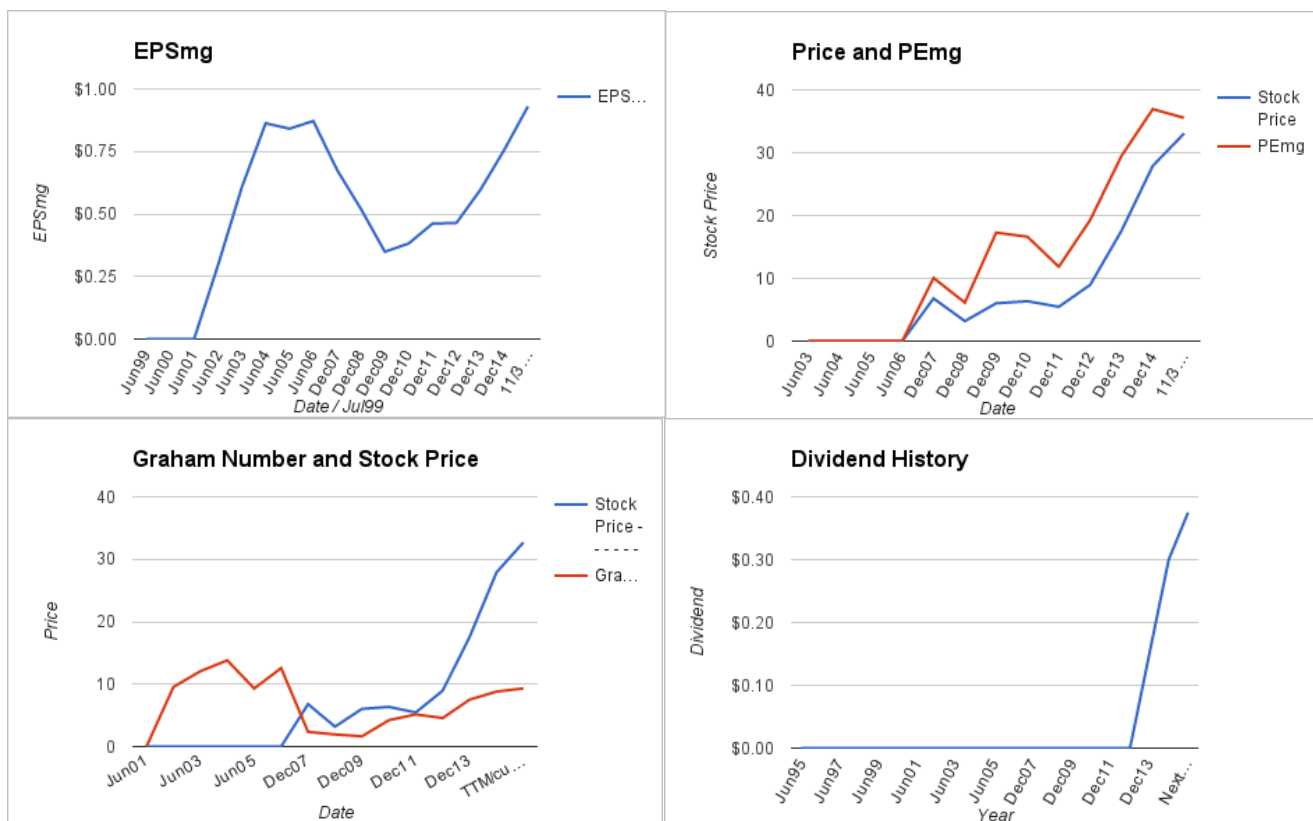 EPSmg
$1.00
$0.75
$0.50
$0.25
$0.00
EPSmg
Jun99
Jun00
Jun01
Jun02
Jun03
Jun04
Jun05
Jun06
Dec07
Dec08
Dec09
Dec10
Dec11
Dec12
Dec13
Dec14
11/3 ...
Date / Jul99
EPS...
Price and PEmg
40
30
20
10
0
Stock Price
Jun03
Jun04
Jun05
Jun06
Dec07
Dec08
Dec09
Dec10
Dec11
Dec12
Dec13
Dec14
11/3 ...
Date
Stock
Price
PEmg
Graham Number and Stock Price
40
30
20
10
0
Price
Jun01
Jun03
Jun05
Dec07
Dec09
Dec11
Dec13
TTM/cu...
Date
Stock
Price -
- - - - -
Gra...
Dividend History
$0.40
$0.30
$0.20
$0.10
$0.00
Dividend
Jun95
Jun97
Jun99
Jun01
Jun03
Jun05
Dec07
Dec09
Dec11
Dec13
Next...
Year